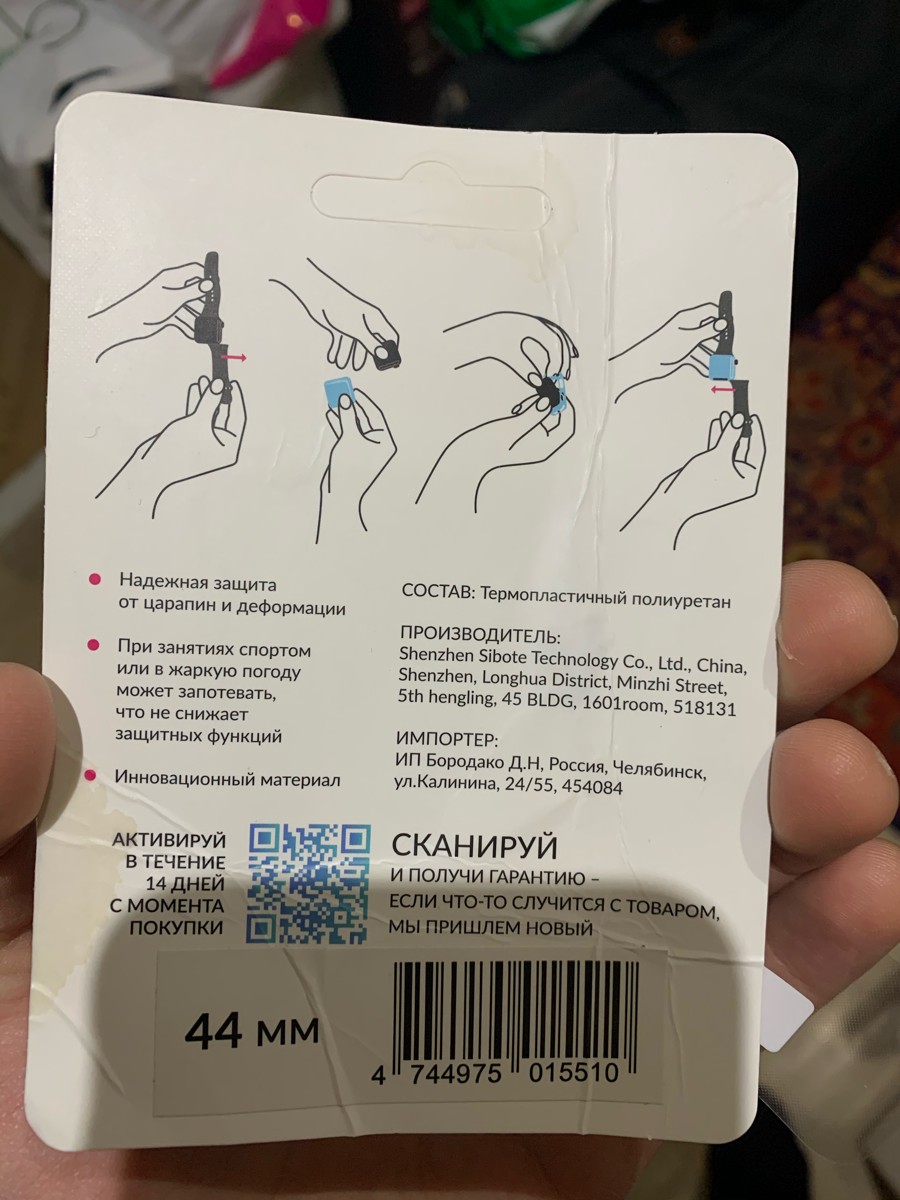 Надежная защита
от царапин и деформации
При занятиях спортом
или в жаркую погоду
может запотевать,
что не снижает
защитных функций
Инновационный материал
СОСТАВ: Термопластичный полиуретан
ПРОИЗВОДИТЕЛЬ:
Shenzhen Sibote Technology Co., Ltd., China,
Shenzhen, Longhua District, Minzhi Street,
5th hengling, 45 BLDG, 1601room, 518131
ИМПОРТЕР:
ИП Бородако Д.Н, Россия, Челябинск,
ул.Калинина, 24/55, 454084
АКТИВИРУЙ
В ТЕЧЕНИЕ
14 ДНЕЙ
С МОМЕНТА
ПОКУПКИ
СКАНИРУЙ
И ПОЛУЧИ ГАРАНТИЮ –
ЕСЛИ ЧТО-ТО СЛУЧИТСЯ С ТОВАРОМ,
МЫ ПРИШЛЕМ НОВЫЙ
44 мм
4 744975 015510